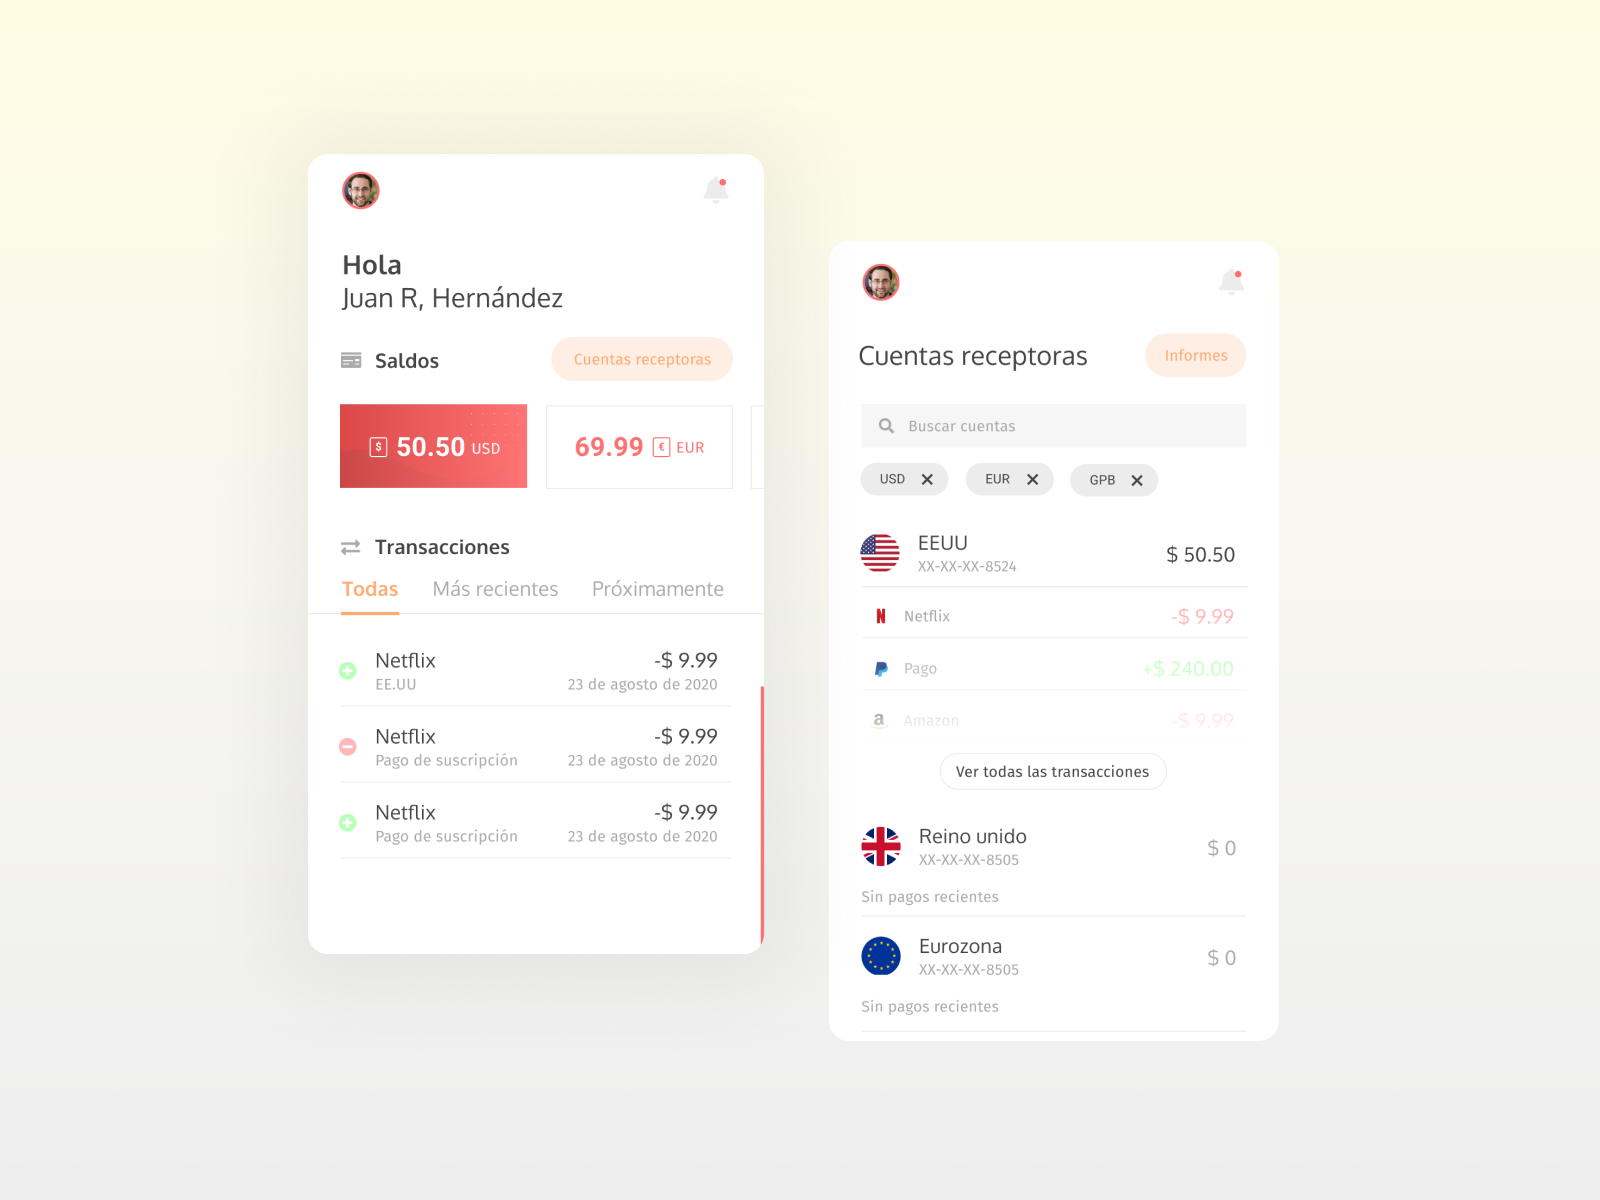 Hola
Juan R, Hernández
Saldos
Cuentas receptoras
$ 50.50 USD
69.99 € EUR
Transacciones
Todas Más recientes Próximamente
Netflix -$ 9.99
EE.UU 23 de agosto de 2020
Netflix -$ 9.99
Pago de suscripción 23 de agosto de 2020
Netflix -$ 9.99
Pago de suscripción 23 de agosto de 2020
Cuentas receptoras
Informes
Buscar cuentas
USD EUR GPB
EEUU
XX-XX-XX-8524
$ 50.50
N Netflix -$ 9.99
Pago +$ 240.00
a Amazon -$ 9.99
Ver todas las transacciones
Reino unido
XX-XX-XX-8505
$ 0
Sin pagos recientes
Eurozona
XX-XX-XX-8505
$ 0
Sin pagos recientes